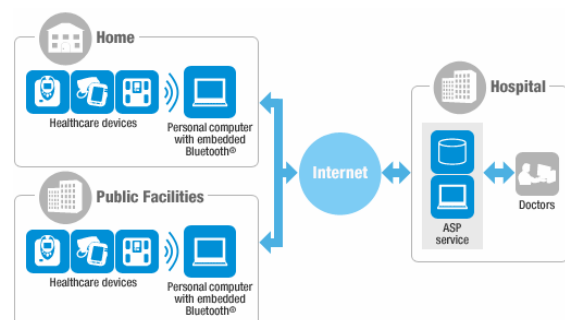 Home
Healthcare devices
Personal computer
with embedded
Bluetooth®
Public Facilities
Healthcare devices
Personal computer
with embedded
Bluetooth®
Internet
Hospital
ASP
service
Doctors